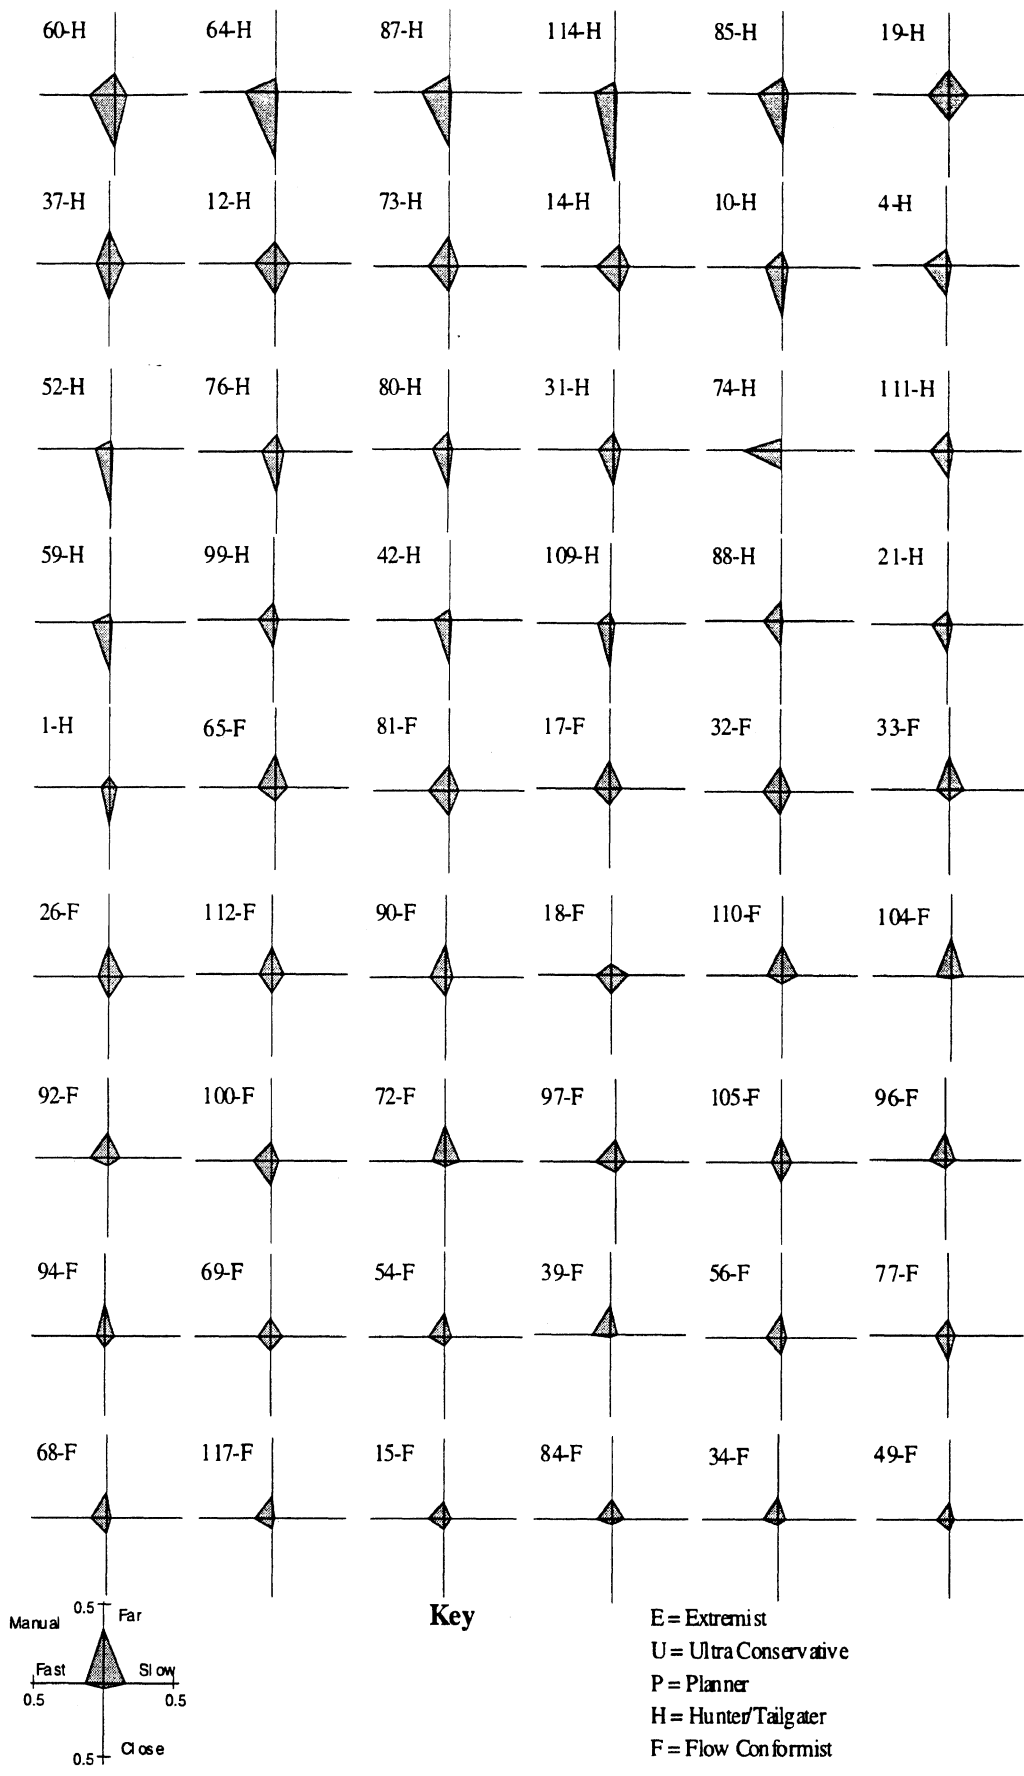 60-H 64-H 87-H 114-H 85-H 19-H
37-H 12-H 73-H 14-H 10-H 4-H
52-H 76-H 80-H 31-H 74-H 111-H
59-H 99-H 42-H 109-H 88-H 21-H
1-H 65-F 81-F 17-F 32-F 33-F
26-F 112-F 90-F 18-F 110-F 104-F
92-F 100-F 72-F 97-F 105-F 96-F
94-F 69-F 54-F 39-F 56-F 77-F
68-F 117-F 15-F 84-F 34-F 49-F
Manual 0.5 Far
Fast Slow
0.5 0.5
0.5 Close
Key
E = Extremist
U = Ultra Conservative
P = Planner
H = Hunter/Tailgater
F = Flow Conformist